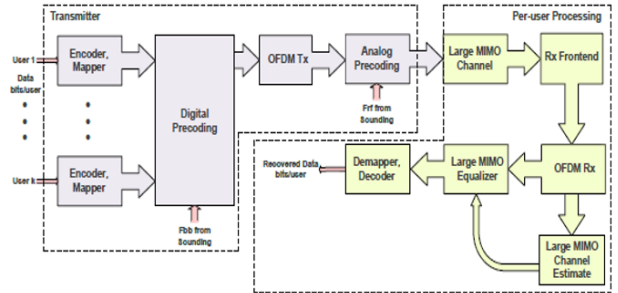 Transmitter
Per-user Processing
User 1
Data
bits/user
Encoder,
Mapper
Digital
Precoding
OFDM Tx
Analog
Precoding
Large MIMO
Channel
Rx Frontend
Frf from
Sounding
User k
Encoder,
Mapper
Fbb from
Sounding
Recovered Data
bits/user
Demapper,
Decoder
Large MIMO
Equalizer
OFDM Rx
Large MIMO
Channel
Estimate